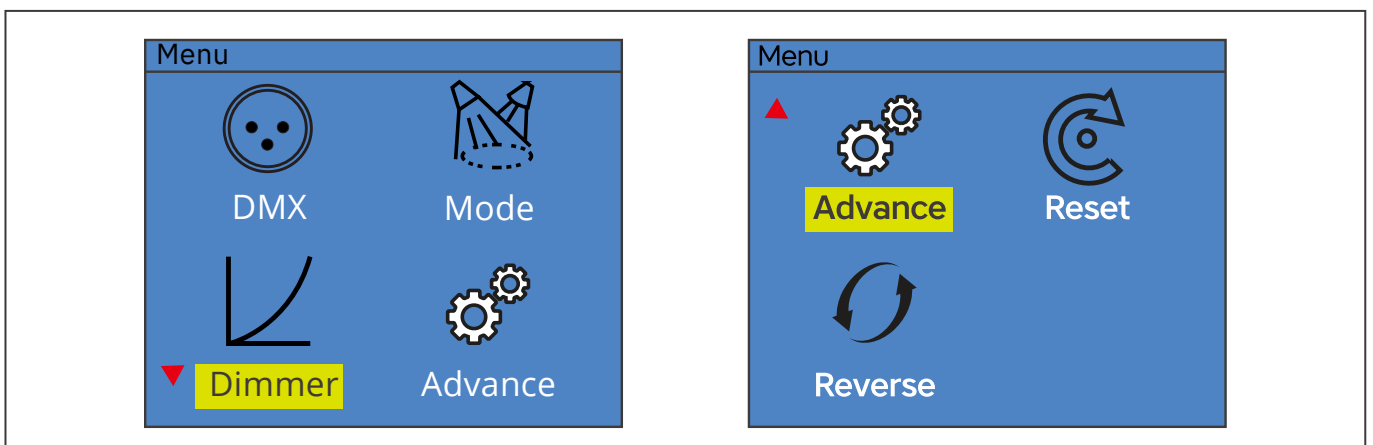 Menu
DMX Mode
Dimmer Advance
Menu
Advance Reset
Reverse